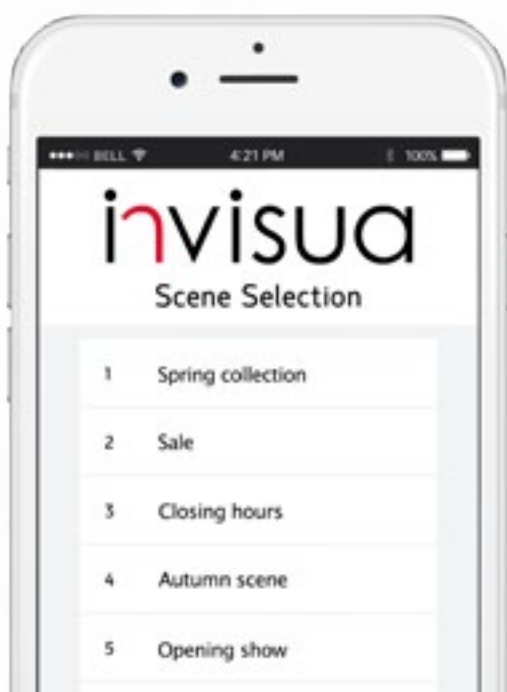 BELL 4:21 PM 100%
invisua
Scene Selection
1 Spring collection
2 Sale
3 Closing hours
4 Autumn scene
5 Opening show